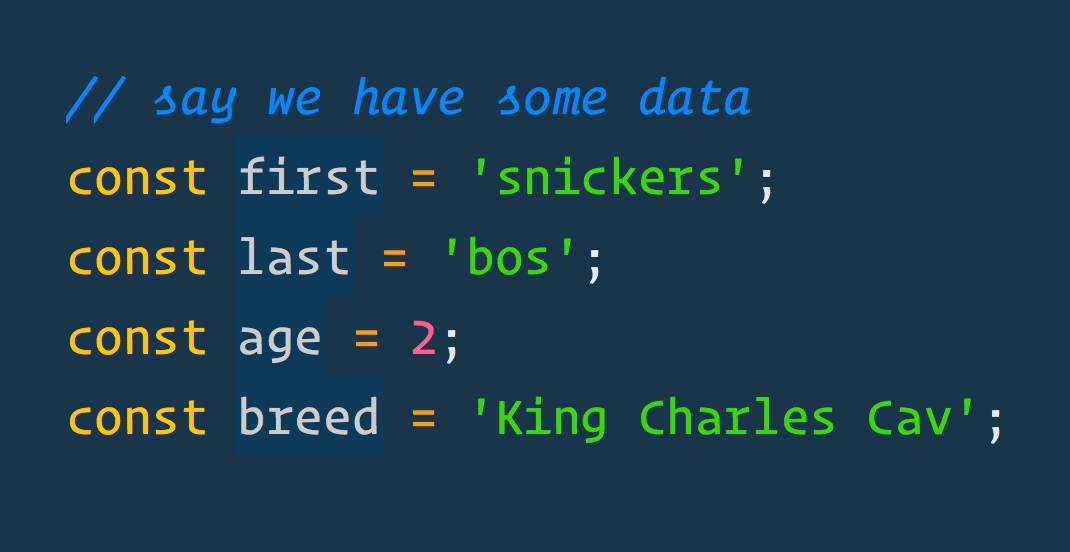 // say we have some data
const first = 'snickers';
const last = 'bos';
const age = 2;
const breed = 'King Charles Cav';